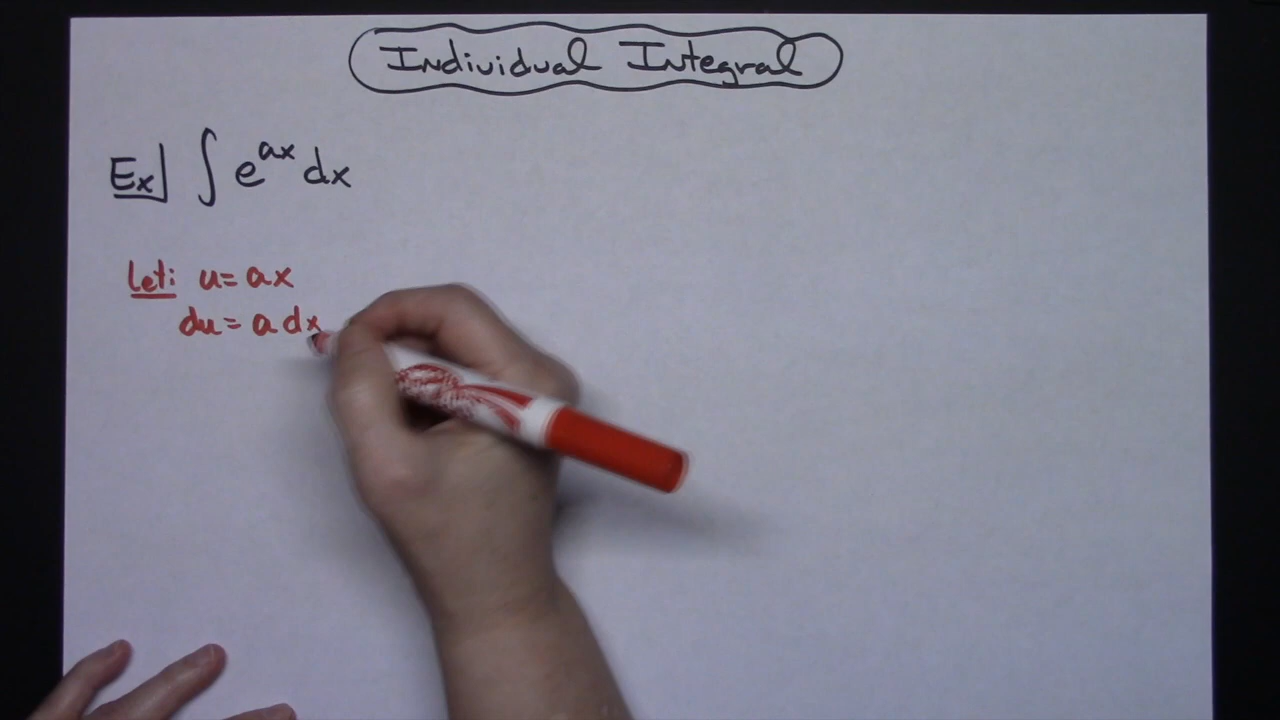 Individual Integral
Ex| ∫ e^{ax} dx
Let: u = ax
du = a dx